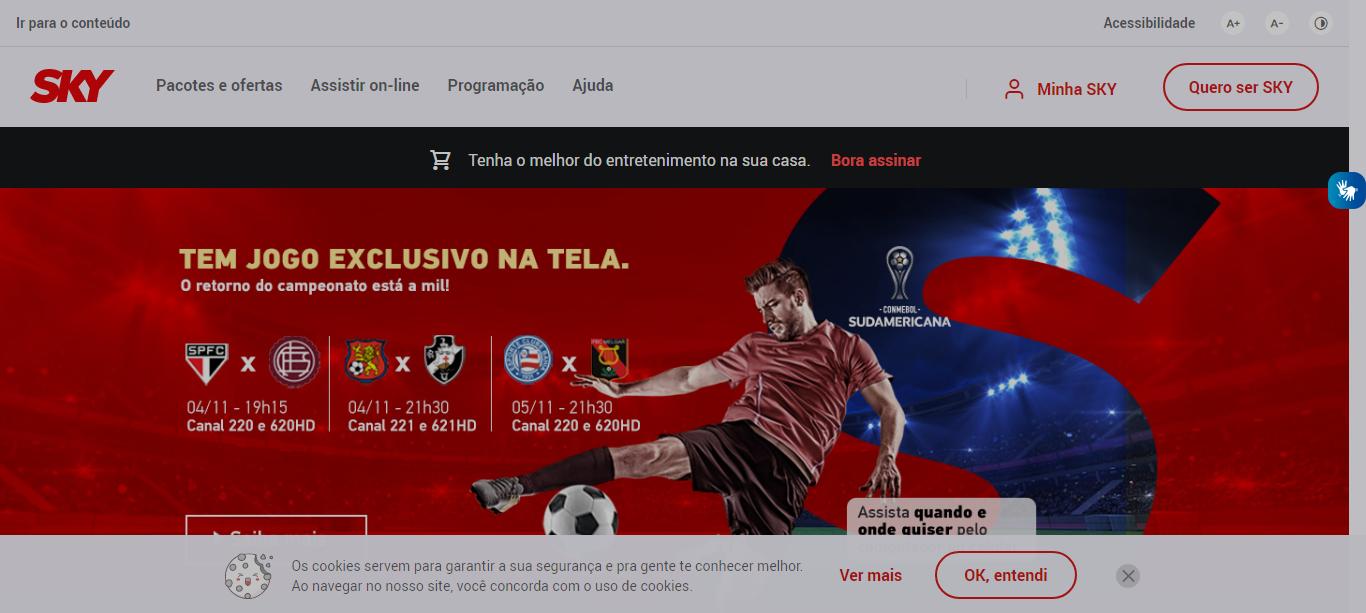 Ir para o conteúdo
Acessibilidade A+ A-
SKY Pacotes e ofertas Assistir on-line Programação Ajuda Minha SKY Quero ser SKY
Tenha o melhor do entretenimento na sua casa. Bora assinar
TEM JOGO EXCLUSIVO NA TELA.
O retorno do campeonato está a mil!
CONMEBOL
SUDAMERICANA
SPFC X X X
04/11 - 19h15
Canal 220 e 620HD
04/11 - 21h30
Canal 221 e 621HD
05/11 - 21h30
Canal 220 e 620HD
Assista quando e
onde quiser pelo
Saiba mais
Os cookies servem para garantir a sua segurança e pra gente te conhecer melhor.
Ao navegar no nosso site, você concorda com o uso de cookies.
Ver mais OK, entendi